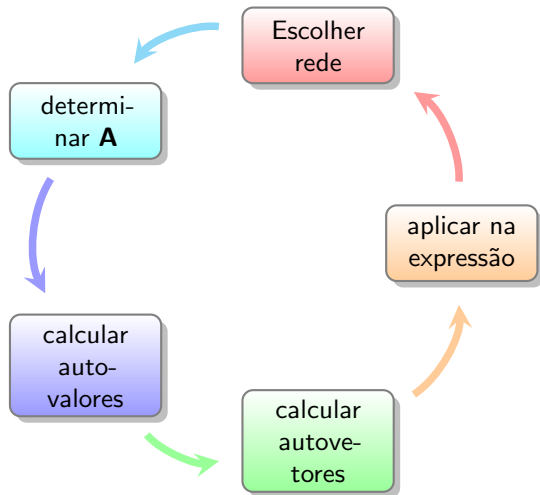 Escolher
rede
determi-
nar A
calcular
auto-
valores
calcular
autove-
tores
aplicar na
expressão